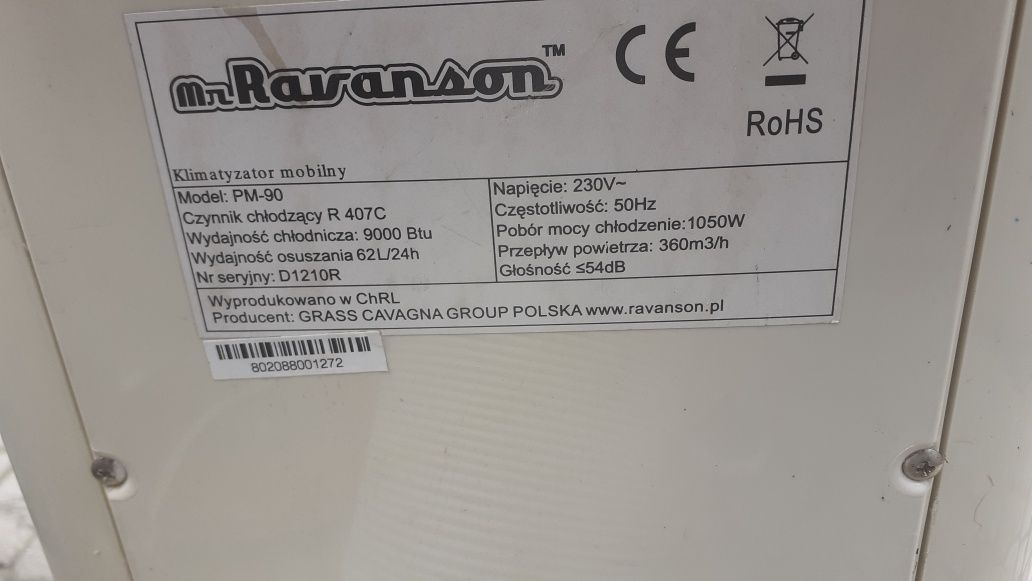 Mr Ravanson™
CE
RoHS
Klimatyzator mobilny
Model: PM-90
Czynnik chłodzący R 407C
Wydajność chłodnicza: 9000 Btu
Wydajność osuszania 62L/24h
Nr seryjny: D1210R
Napięcie: 230V~
Częstotliwość: 50Hz
Pobór mocy chłodzenie:1050W
Przepływ powietrza: 360m3/h
Głośność ≤54dB
Wyprodukowano w ChRL
Producent: GRASS CAVAGNA GROUP POLSKA www.ravanson.pl
802088001272